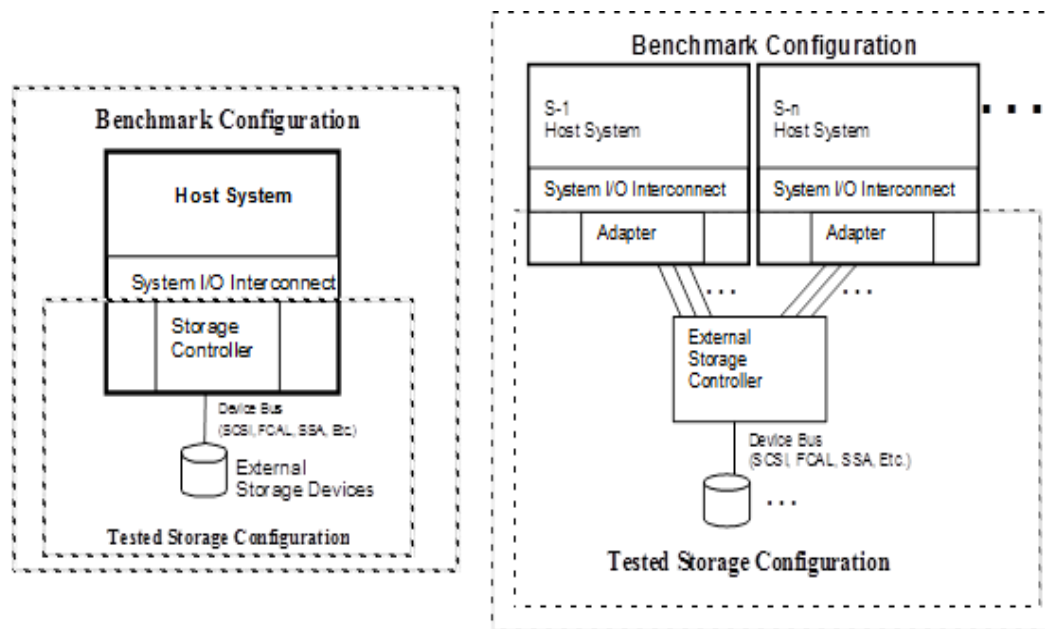 Benchmark Configuration
Host System
System I/O Interconnect
Storage
Controller
Device Bus
(SCSI, FCAL, SSA, Etc)
External
Storage Devices
Tested Storage Configuration
Benchmark Configuration
S-1
Host System
System I/O Interconnect
Adapter
S-n
Host System
System I/O Interconnect
Adapter
...
...
...
External
Storage
Controller
Device Bus
(SCSI, FCAL, SSA, Etc.)
...
Tested Storage Configuration